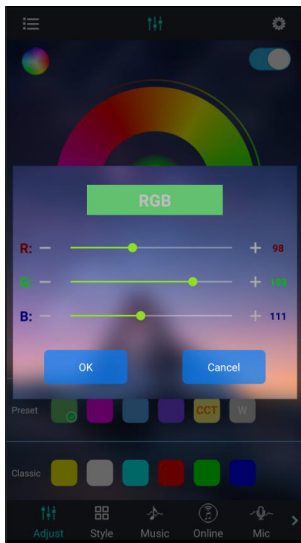 RGB
R: − + 98
− +
B: − + 111
OK Cancel
Preset CCT W
Classic
Adjust Style Music Online Mic